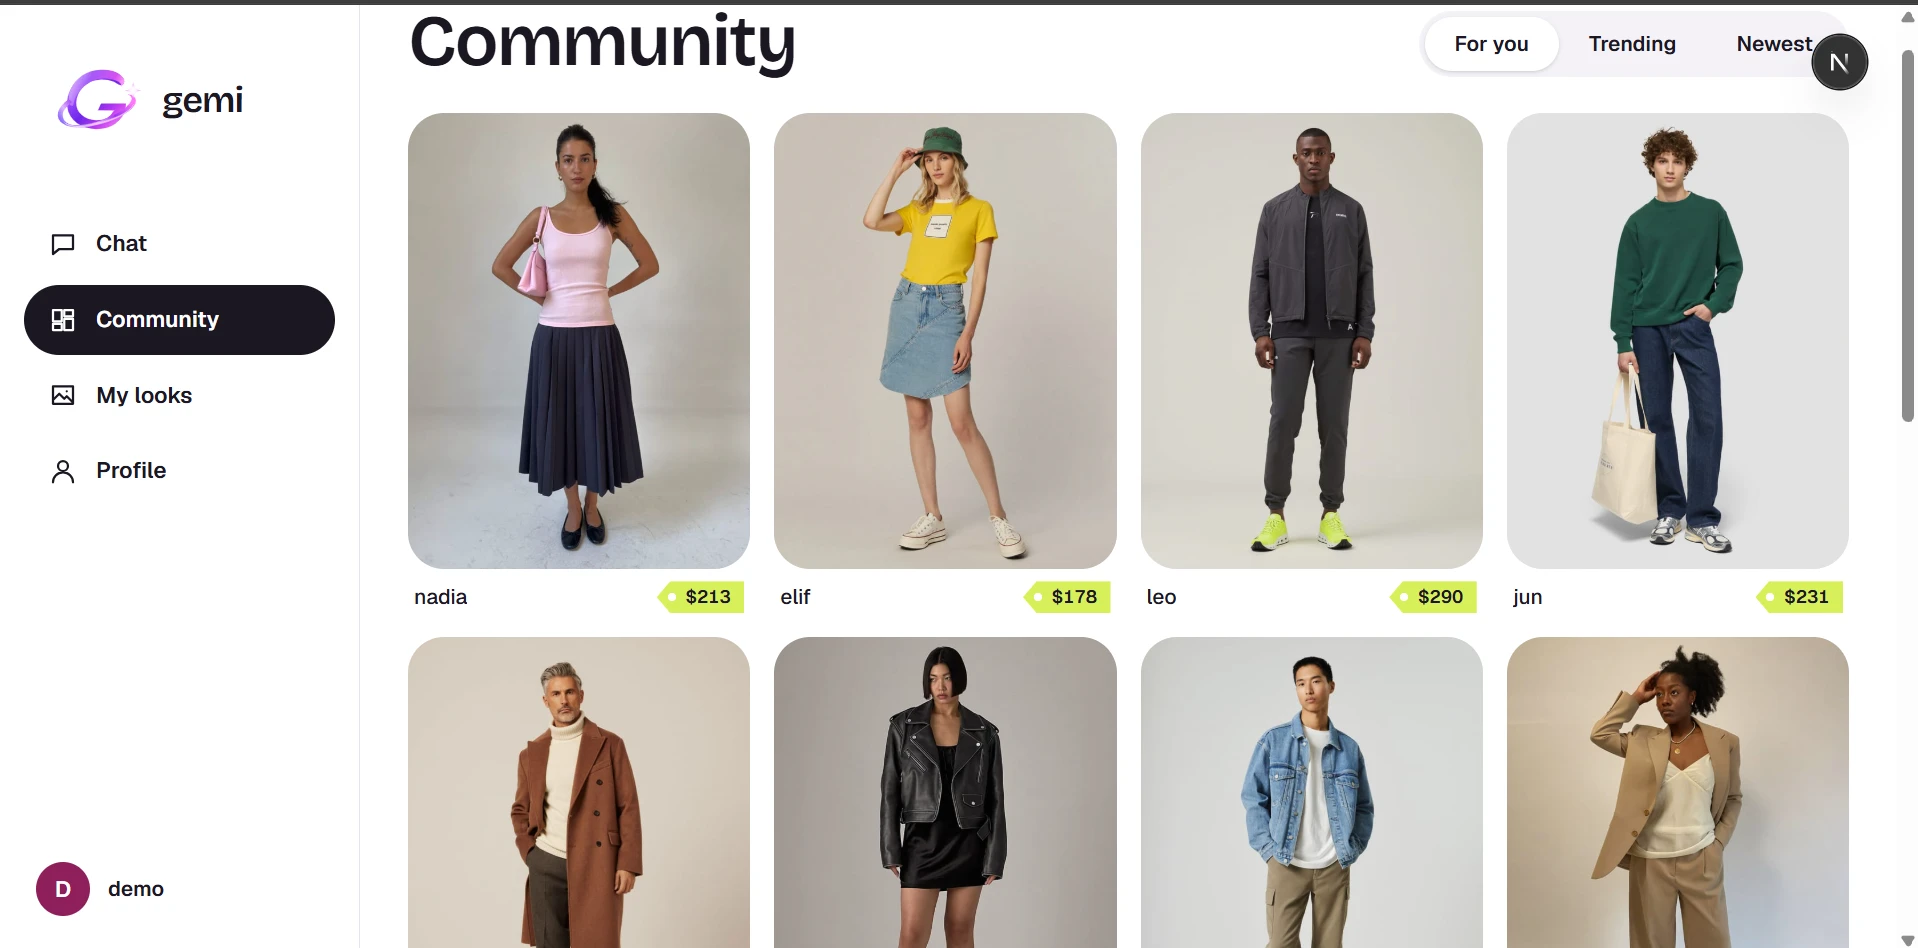 gemi
Chat
Community
My looks
Profile
D
demo
Community
For you
Trending
Newest
N
nadia
$213
elif
$178
leo
$290
jun
$231